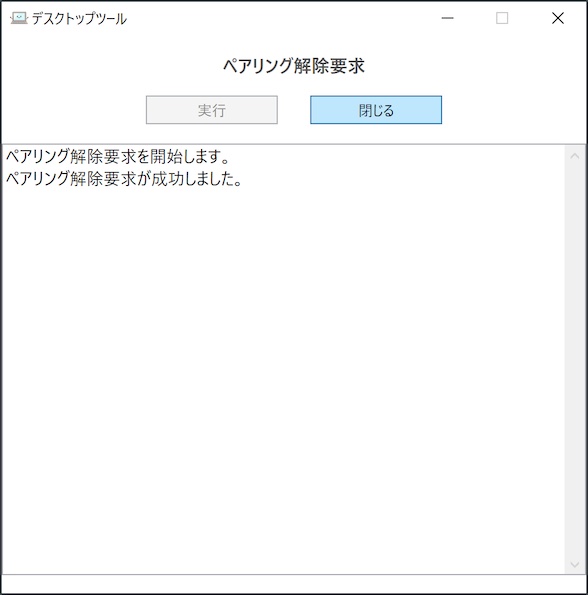 デスクトップツール
ペアリング解除要求
実行
閉じる
ペアリング解除要求を開始します。
ペアリング解除要求が成功しました。